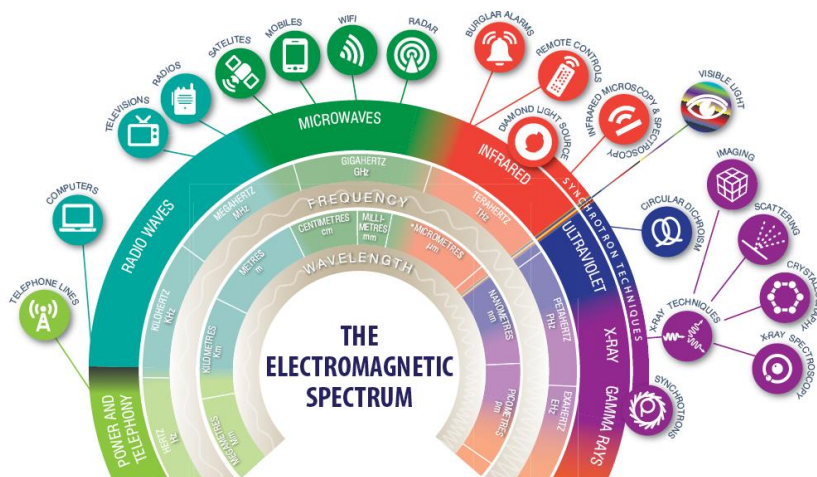 THE
ELECTROMAGNETIC
SPECTRUM
TELEPHONE LINES
COMPUTERS
TELEVISIONS
RADIOS
SATELITES
MOBILES
WIFI
RADAR
BURGLAR ALARMS
REMOTE CONTROLS
DIAMOND LIGHT SOURCE
INFRARED MICROSCOPY & SPECTROSCOPY
VISIBLE LIGHT
CIRCULAR DICHROISM
IMAGING
SCATTERING
CRYSTALLOGRAPHY
X-RAY SPECTROSCOPY
X-RAY TECHNIQUES
SYNCHROTRONS
SYNCHROTRON TECHNIQUES
POWER AND
TELEPHONY
RADIO WAVES
MICROWAVES
INFRARED
ULTRAVIOLET
X-RAY
GAMMA RAYS
HERTZ
Hz
KILOHERTZ
KHz
MEGAHERTZ
MHz
GIGAHERTZ
GHz
TERAHERTZ
THz
PETAHERTZ
PHz
EXAHERTZ
EHz
FREQUENCY
MEGAMETRES
Mm
KILOMETRES
Km
METRES
m
CENTIMETRES
cm
MILLI-
METRES
mm
*MICROMETRES
µm
NANOMETRES
nm
PICOMETRES
pm
WAVELENGTH